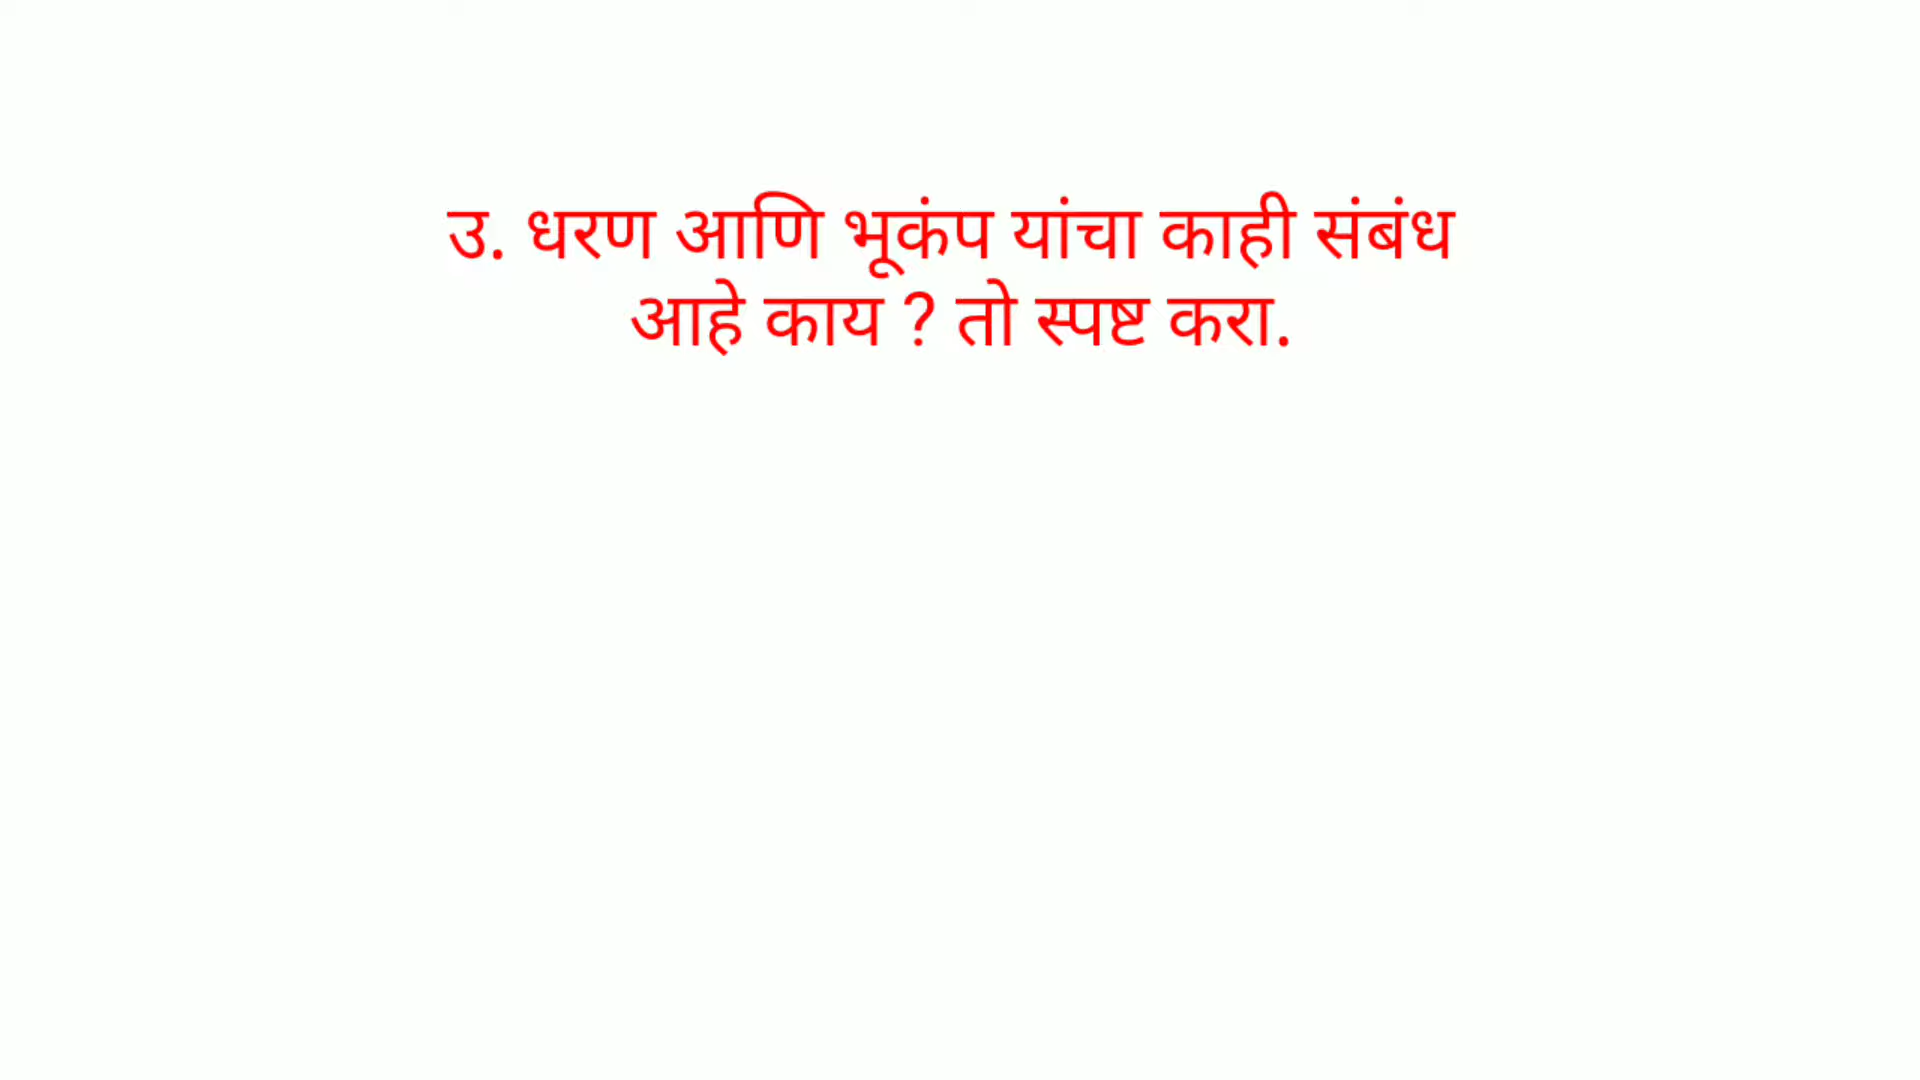 उ. धरण आणि भूकंप यांचा काही संबंध
आहे काय ? तो स्पष्ट करा.